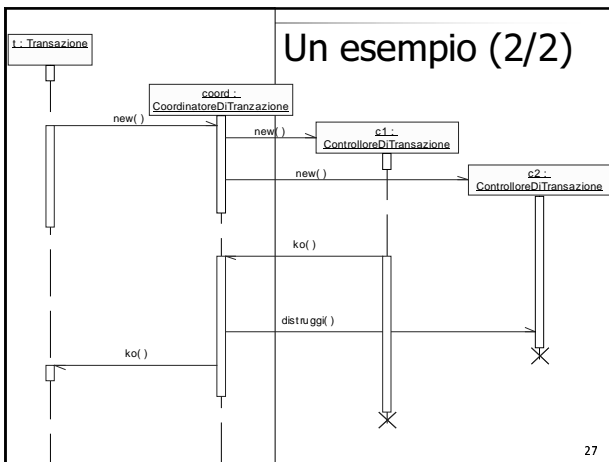 Un esempio (2/2)
t : Transazione
coord :
CoordinatoreDiTranzazione
new( )
new( )
c1 :
ControlloreDiTransazione
new( )
c2 :
ControlloreDiTransazione
ko( )
distruggi( )
ko( )
27